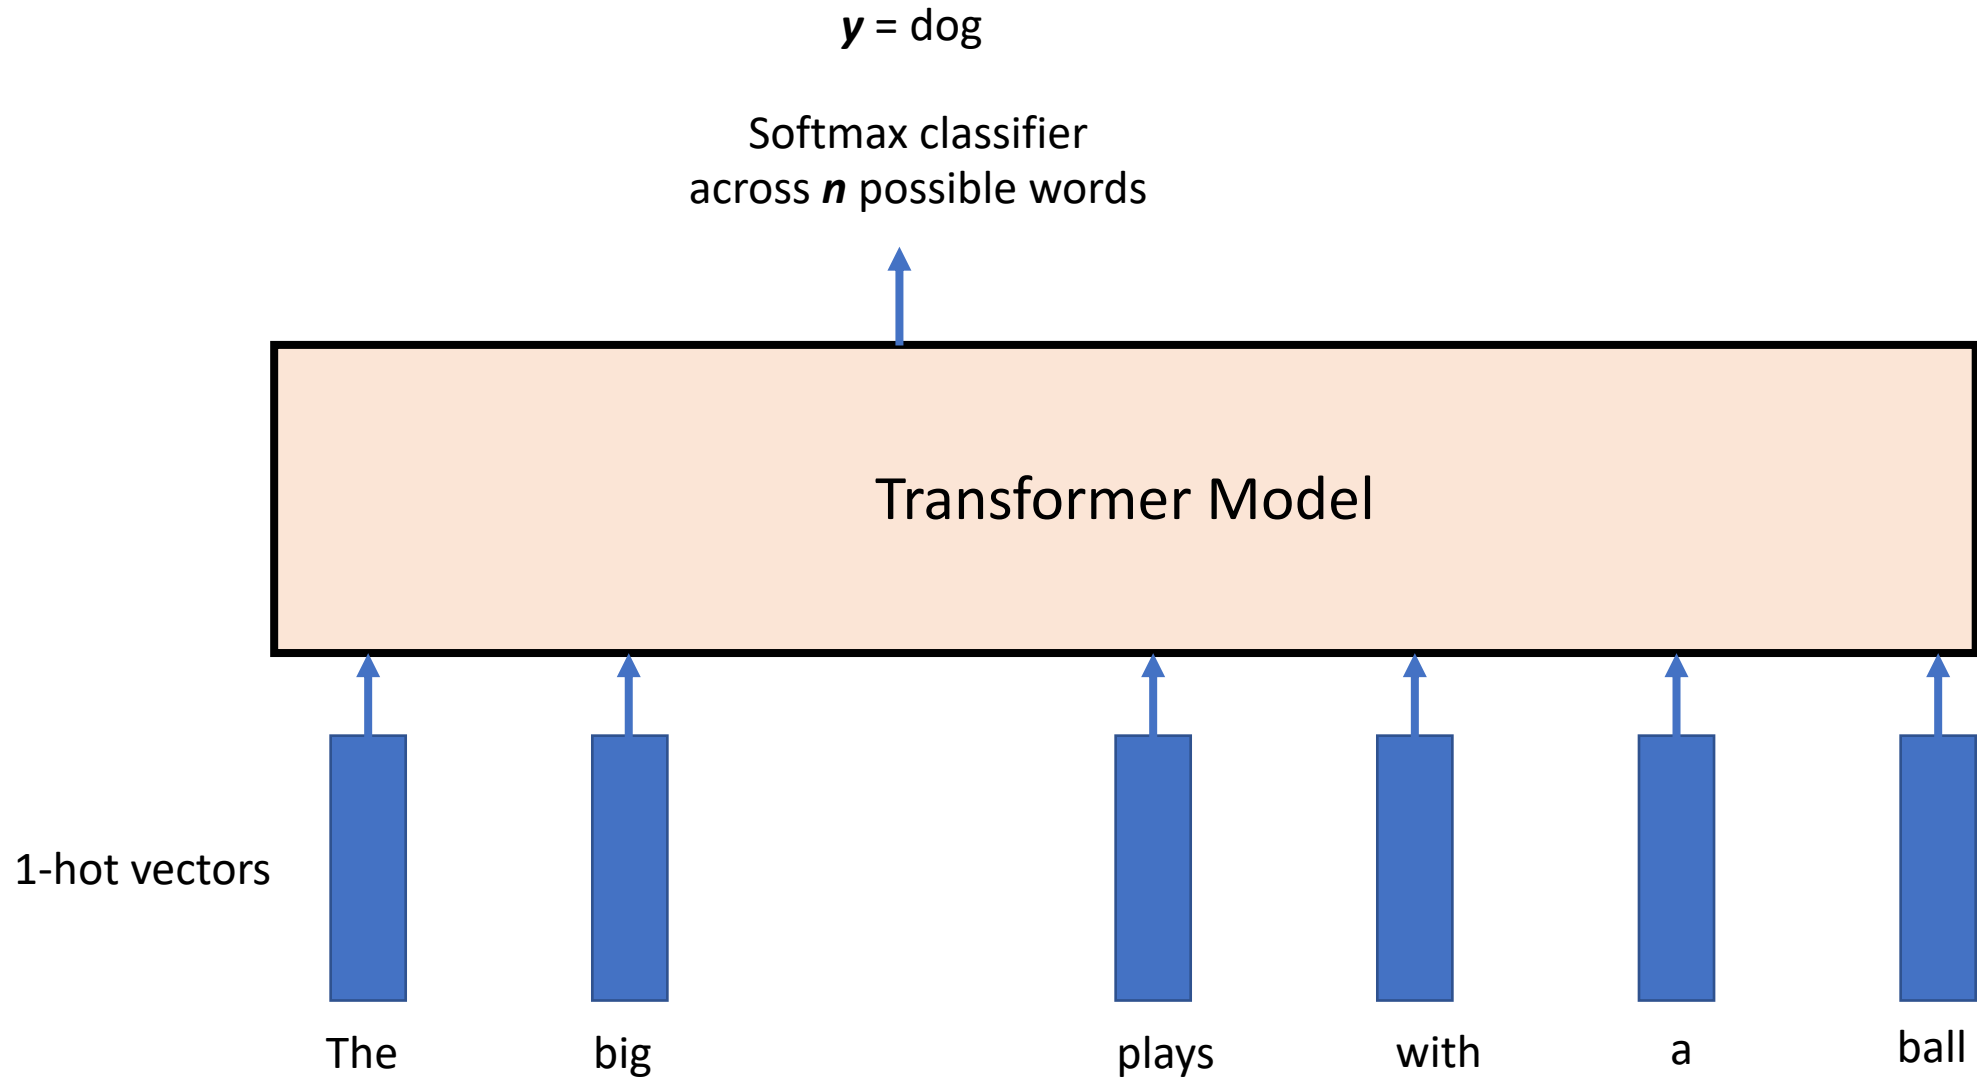 y = dog
Softmax classifier
across n possible words
Transformer Model
1-hot vectors
The big plays with a ball